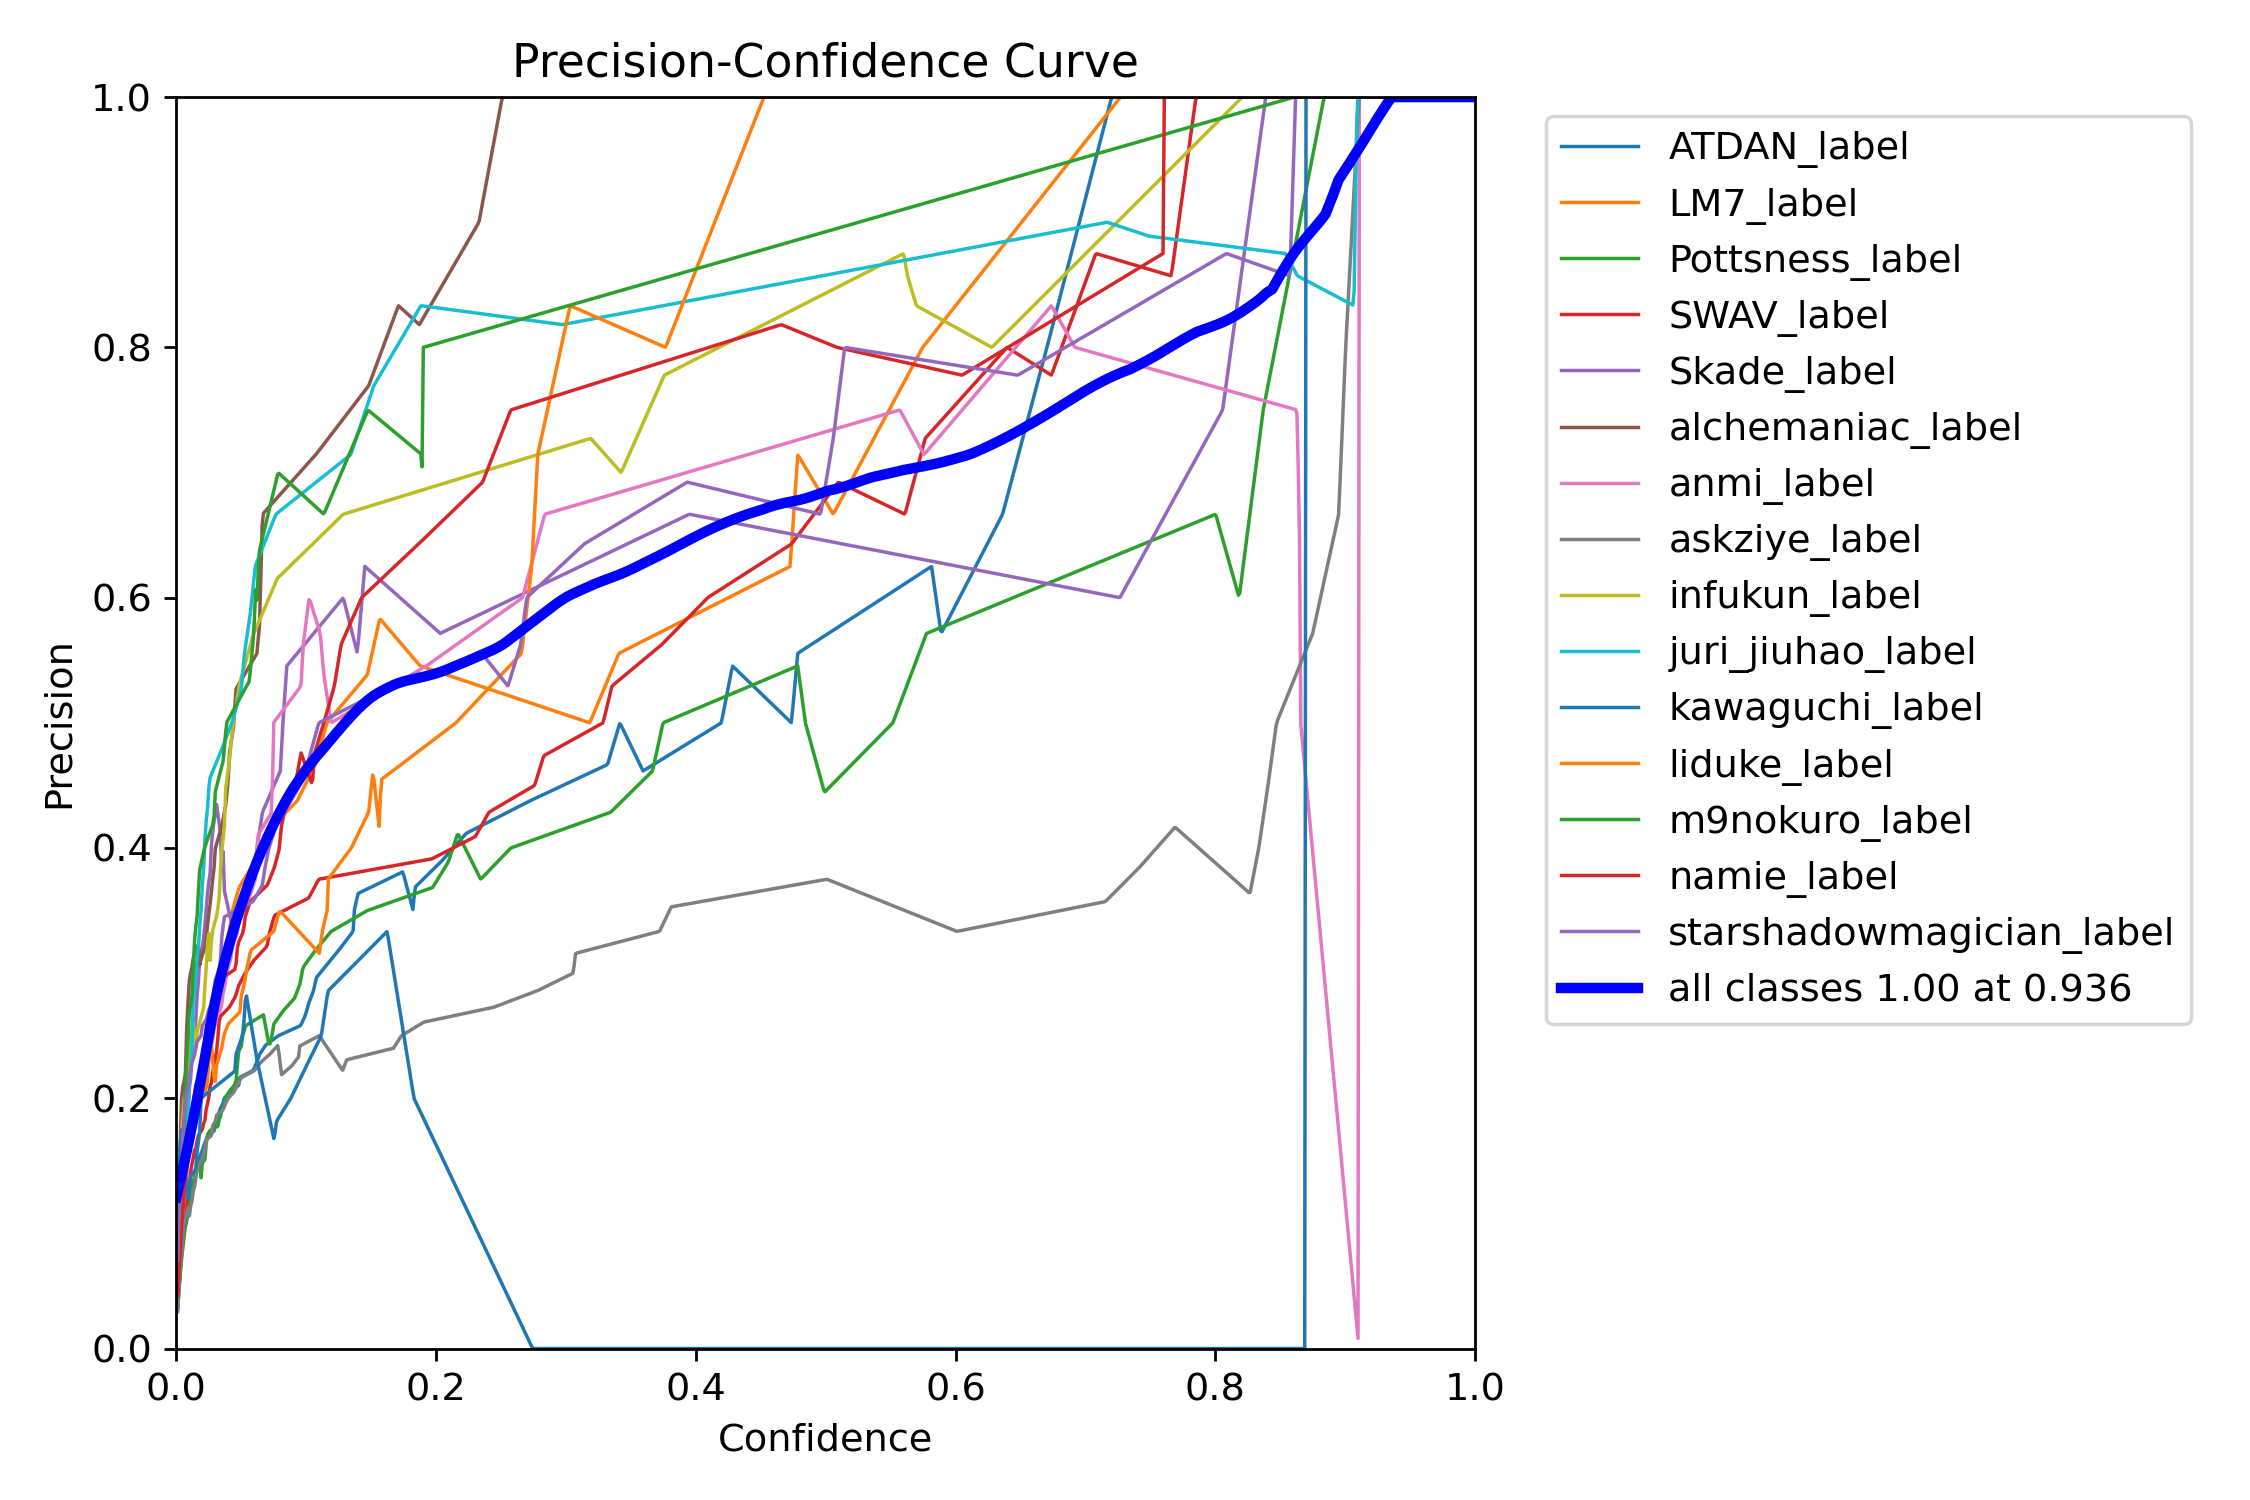 Precision-Confidence Curve
1.0
0.8
0.6
0.4
0.2
0.0
Precision
0.0 0.2 0.4 0.6 0.8 1.0
Confidence
ATDAN_label
LM7_label
Pottsness_label
SWAV_label
Skade_label
alchemaniac_label
anmi_label
askziye_label
infukun_label
juri_jiuhao_label
kawaguchi_label
liduke_label
m9nokuro_label
namie_label
starshadowmagician_label
all classes 1.00 at 0.936